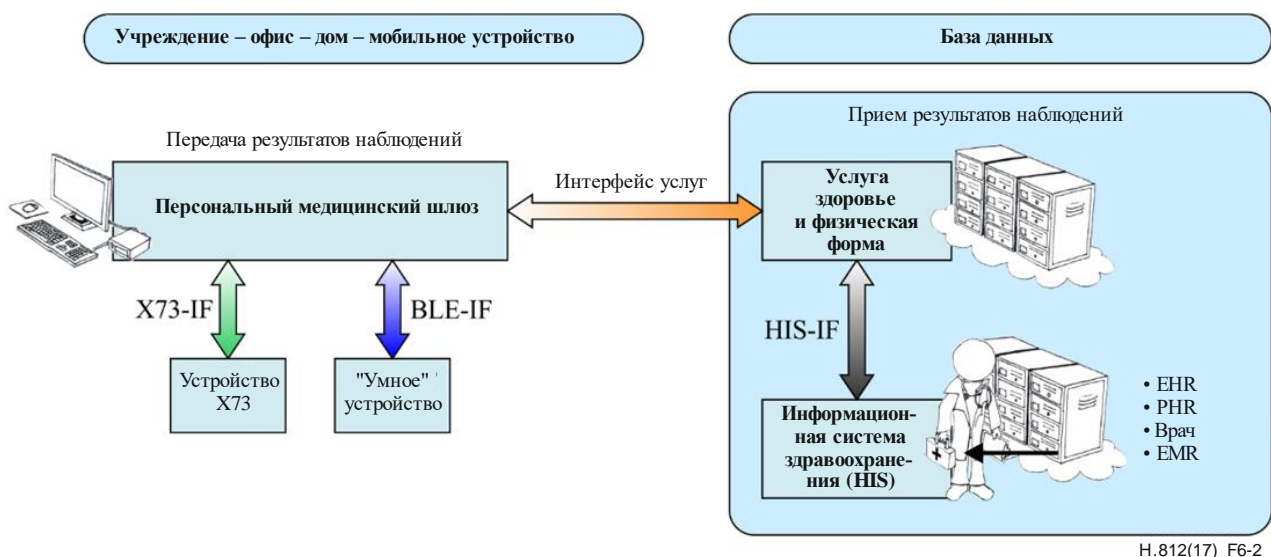 Учреждение – офис – дом – мобильное устройство
База данных
Передача результатов наблюдений
Персональный медицинский шлюз
Интерфейс услуг
Прием результатов наблюдений
Услуга
здоровье
и физическая
форма
X73-IF
BLE-IF
HIS-IF
Устройство
X73
"Умное" '
устройство
Информацион-
ная система
здравоохране-
ния (HIS)
• EHR
• PHR
• Врач
• EMR
H.812(17)_F6-2